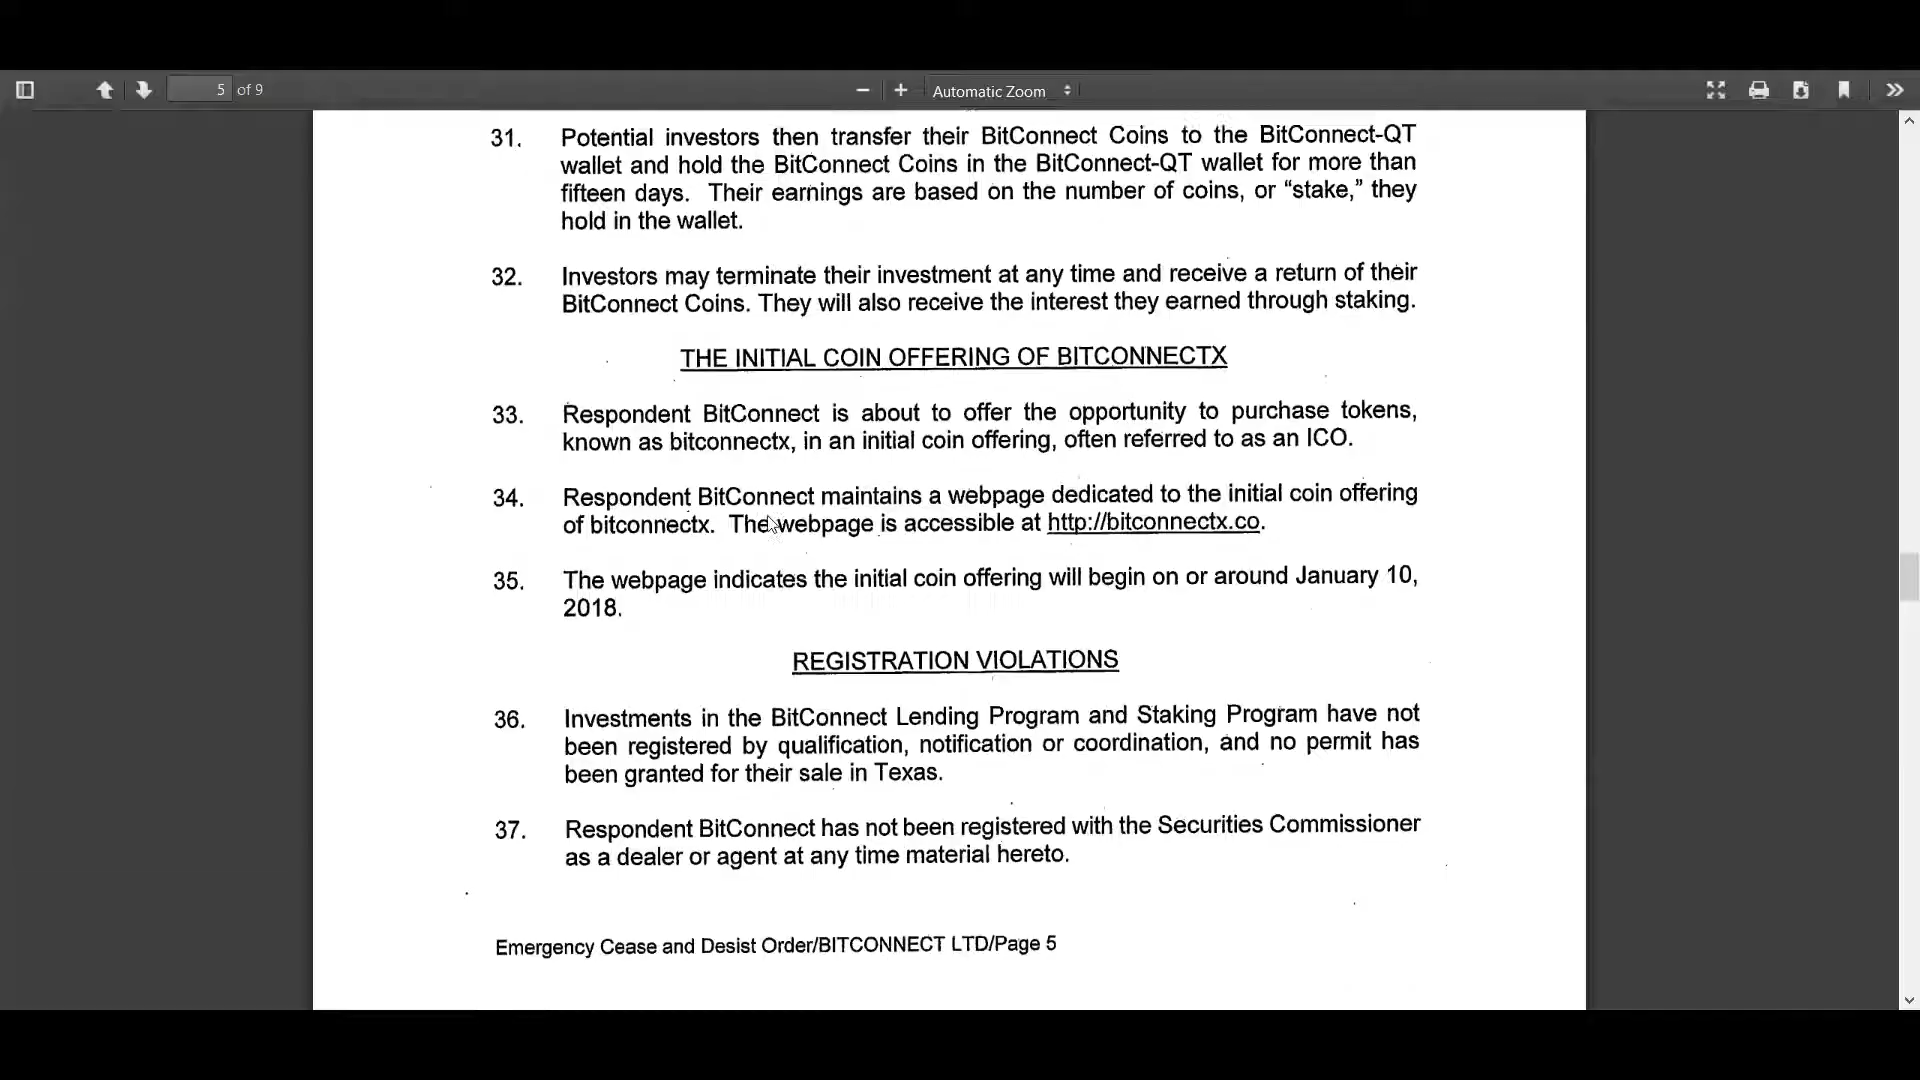 5 of 9
Automatic Zoom
31. Potential investors then transfer their BitConnect Coins to the BitConnect-QT
wallet and hold the BitConnect Coins in the BitConnect-QT wallet for more than
fifteen days. Their earnings are based on the number of coins, or “stake,” they
hold in the wallet.
32. Investors may terminate their investment at any time and receive a return of their
BitConnect Coins. They will also receive the interest they earned through staking.
THE INITIAL COIN OFFERING OF BITCONNECTX
33. Respondent BitConnect is about to offer the opportunity to purchase tokens,
known as bitconnectx, in an initial coin offering, often referred to as an ICO.
34. Respondent BitConnect maintains a webpage dedicated to the initial coin offering
of bitconnectx. The webpage is accessible at http://bitconnectx.co.
35. The webpage indicates the initial coin offering will begin on or around January 10,
2018.
REGISTRATION VIOLATIONS
36. Investments in the BitConnect Lending Program and Staking Program have not
been registered by qualification, notification or coordination, and no permit has
been granted for their sale in Texas.
37. Respondent BitConnect has not been registered with the Securities Commissioner
as a dealer or agent at any time material hereto.
Emergency Cease and Desist Order/BITCONNECT LTD/Page 5